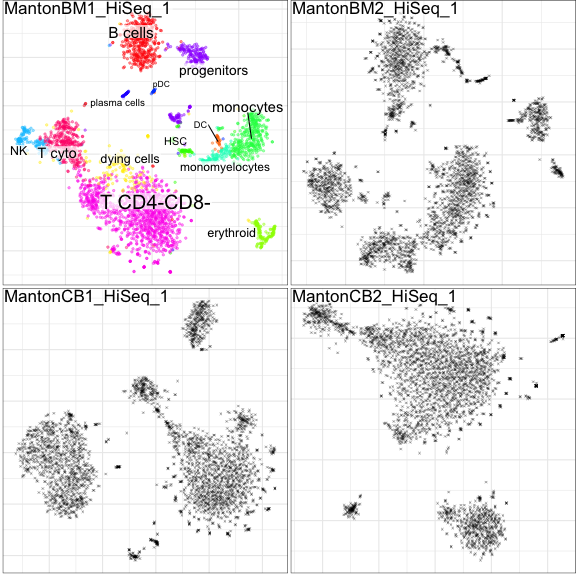 MantonBM1_HiSeq_1
B cells
progenitors
pDC
plasma cells
monocytes
DC
HSC
NK
T cyto
dying cells
monomyelocytes
T CD4-CD8-
erythroid
MantonBM2_HiSeq_1
MantonCB1_HiSeq_1
MantonCB2_HiSeq_1